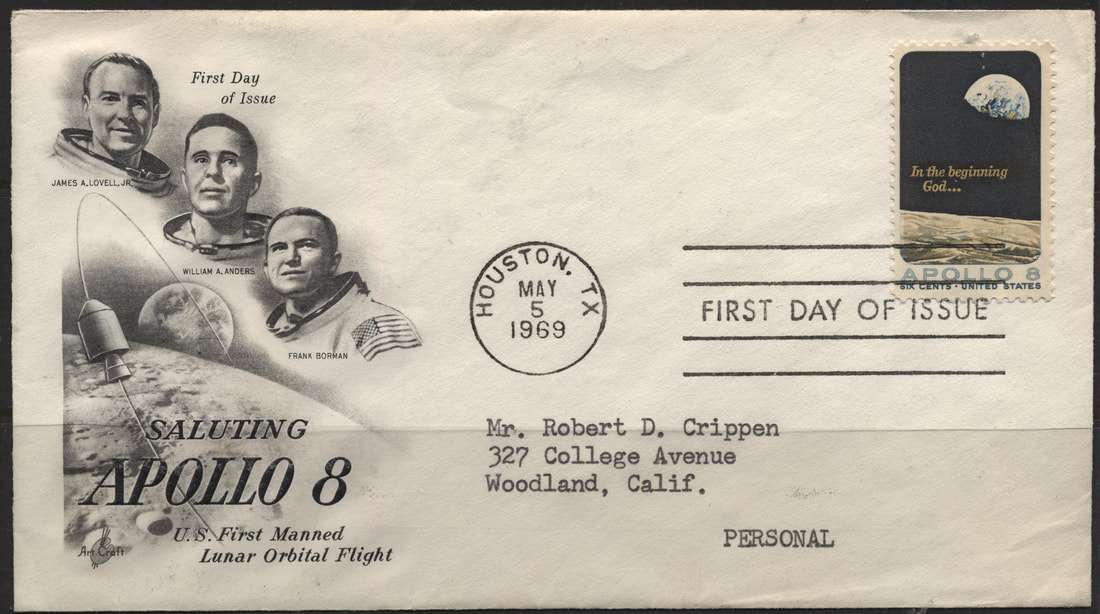 First Day
of Issue
JAMES A. LOVELL, JR.
WILLIAM A. ANDERS
FRANK BORMAN
SALUTING
APOLLO 8
U.S. First Manned
Lunar Orbital Flight
Art Craft
In the beginning
God...
APOLLO 8
SIX CENTS · UNITED STATES
HOUSTON, TX
MAY
5
1969
FIRST DAY OF ISSUE
Mr. Robert D. Crippen
327 College Avenue
Woodland, Calif.
PERSONAL